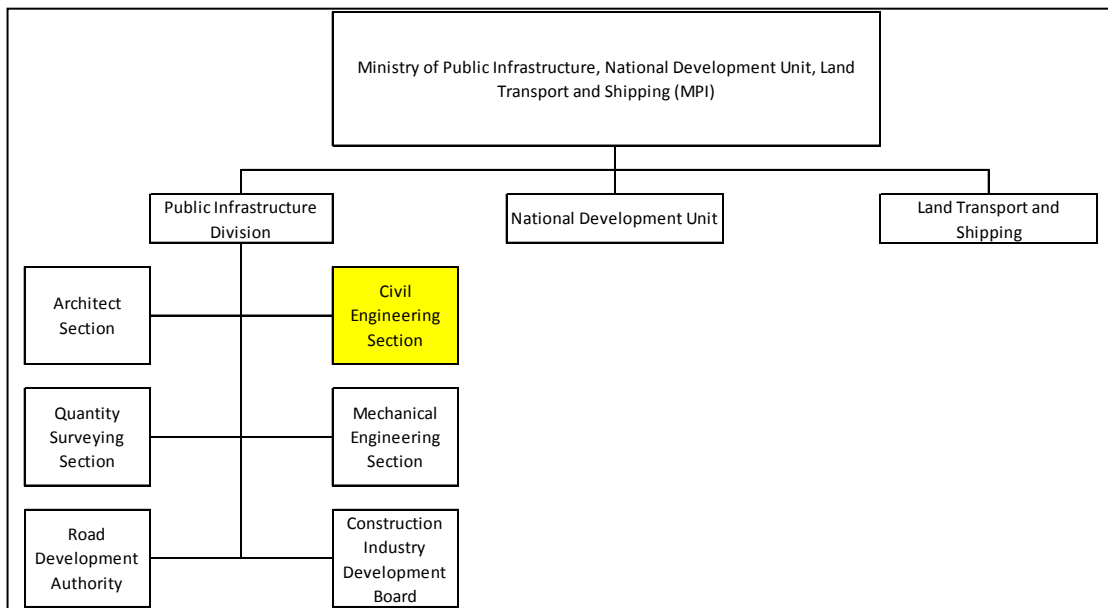 Ministry of Public Infrastructure, National Development Unit, Land
Transport and Shipping (MPI)
Public Infrastructure
Division
National Development Unit
Land Transport and
Shipping
Architect
Section
Civil
Engineering
Section
Quantity
Surveying
Section
Mechanical
Engineering
Section
Road
Development
Authority
Construction
Industry
Development
Board